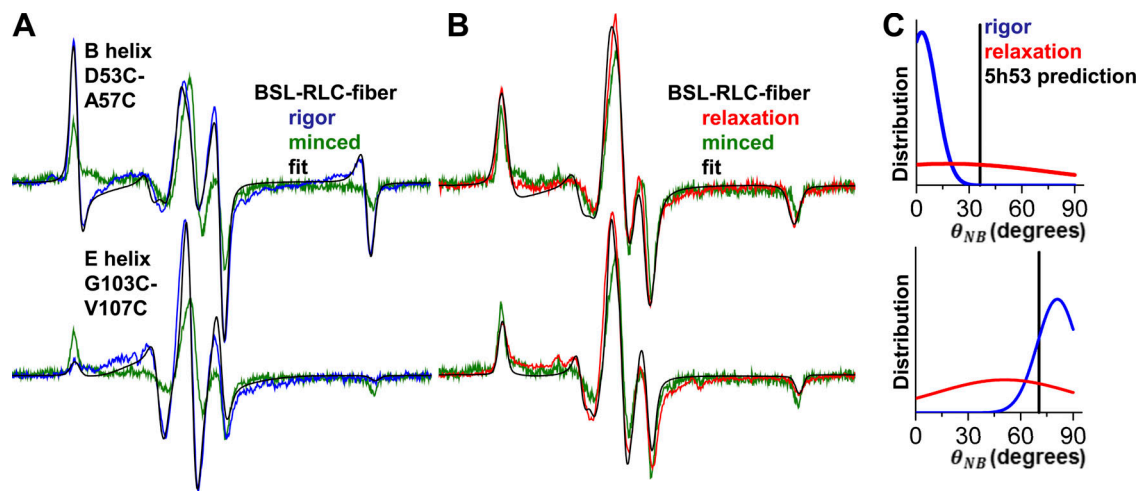 A
B helix
D53C-
A57C
BSL-RLC-fiber
rigor
minced
fit
E helix
G103C-
V107C
B
BSL-RLC-fiber
relaxation
minced
fit
C
rigor
relaxation
5h53 prediction
Distribution
0 30 60 90
θNB (degrees)
Distribution
0 30 60 90
θNB (degrees)